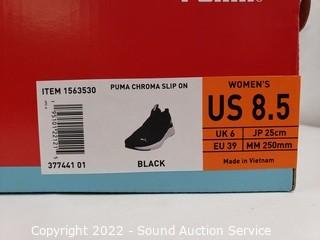 ITEM 1563530
PUMA CHROMA SLIP ON
BLACK
377441 01
WOMEN'S
US 8.5
UK 6
JP 25cm
EU 39
MM 250mm
Made in Vietnam
Copyright 2022 - Sound Auction Service